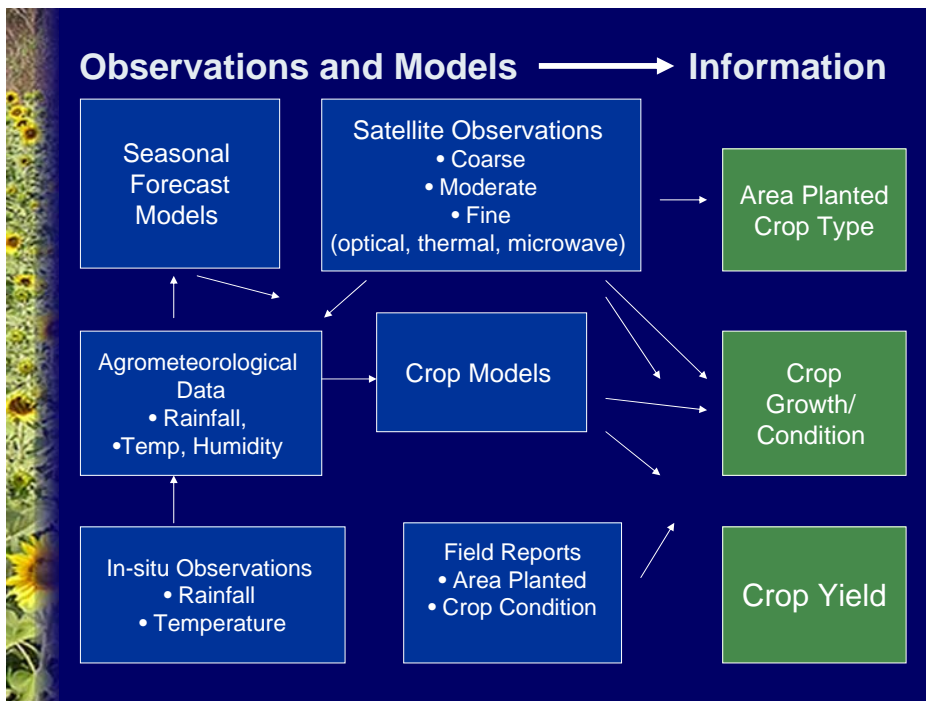 Observations and Models Information
Seasonal
Forecast
Models
Satellite Observations
• Coarse
• Moderate
• Fine
(optical, thermal, microwave)
Area Planted
Crop Type
Agrometeorological
Data
• Rainfall,
•Temp, Humidity
Crop Models
Crop
Growth/
Condition
In-situ Observations
• Rainfall
• Temperature
Field Reports
• Area Planted
• Crop Condition
Crop Yield